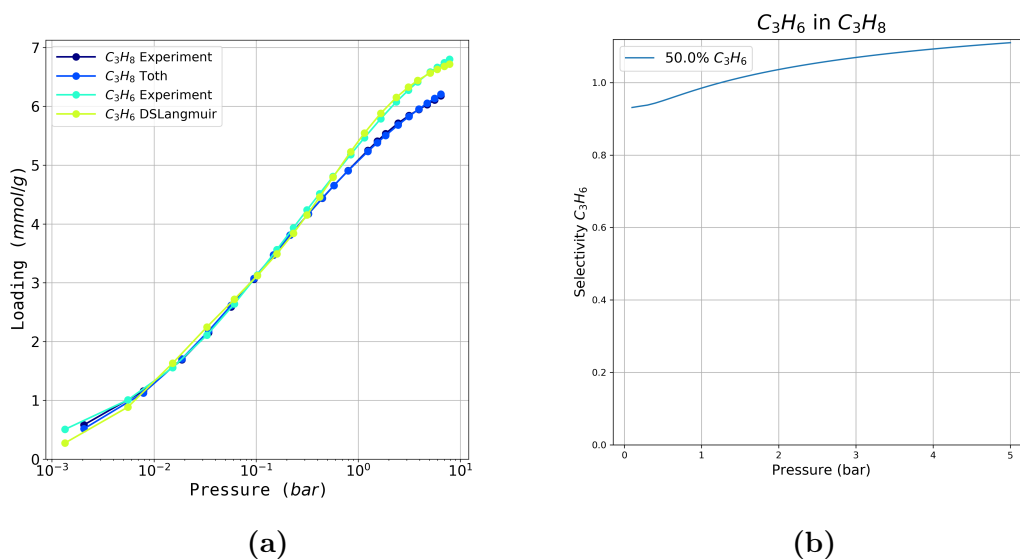 7
6
5
4
3
2
1
0
Loading (mmol/g)
C₃H₈ Experiment
C₃H₈ Toth
C₃H₆ Experiment
C₃H₆ DSLangmuir
10⁻³ 10⁻² 10⁻¹ 10⁰ 10¹
Pressure (bar)
(a)
C₃H₆ in C₃H₈
50.0% C₃H₆
1.0
0.8
0.6
0.4
0.2
0.0
Selectivity C₃H₆
0 1 2 3 4 5
Pressure (bar)
(b)